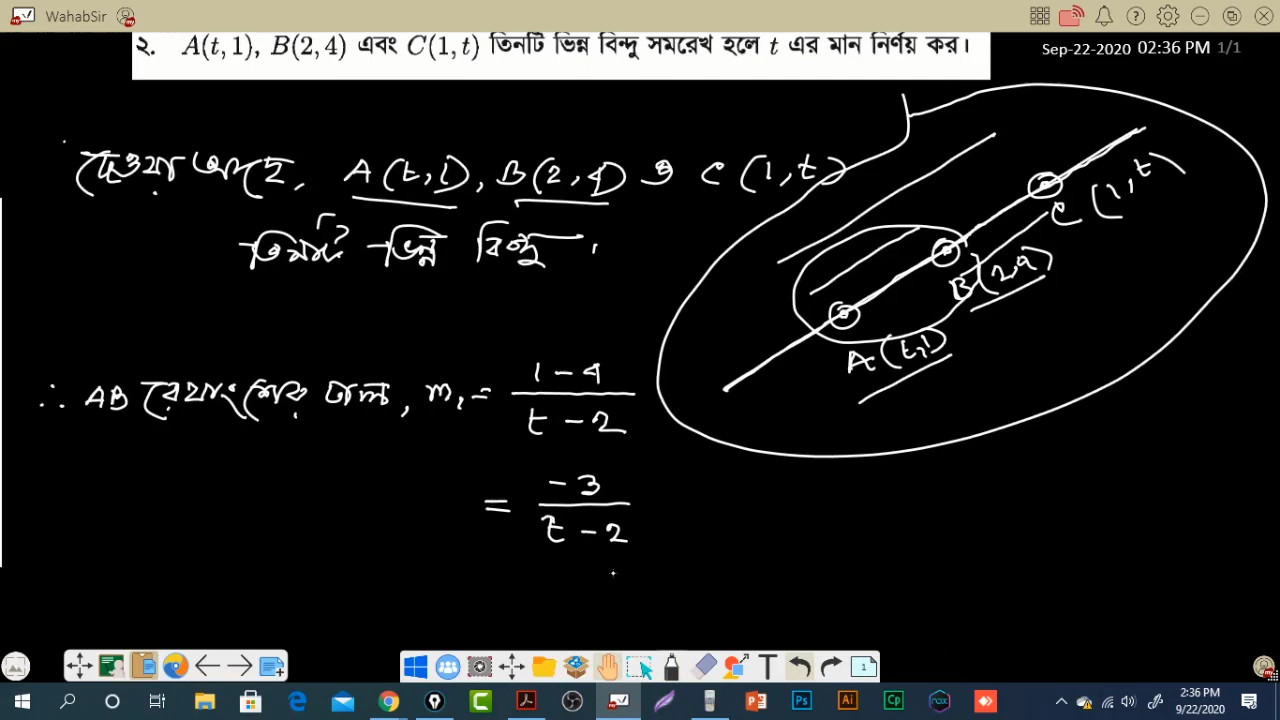 WahabSir
২. A(t, 1), B(2, 4) এবং C(1, t) তিনটি ভিন্ন বিন্দু সমরেখ হলে t এর মান নির্ণয় কর।
Sep-22-2020 02:36 PM 1/1
দেওয়া আছে, A(t,1), B(2,4) ও C(1,t)
তিনটি ভিন্ন বিন্দু।
C(1,t)
B(2,4)
A(t,1)
∴ AB রেখাংশের ঢাল, m₁ = \frac{1-4}{t-2}
= \frac{-3}{t-2}
2:36 PM
9/22/2020